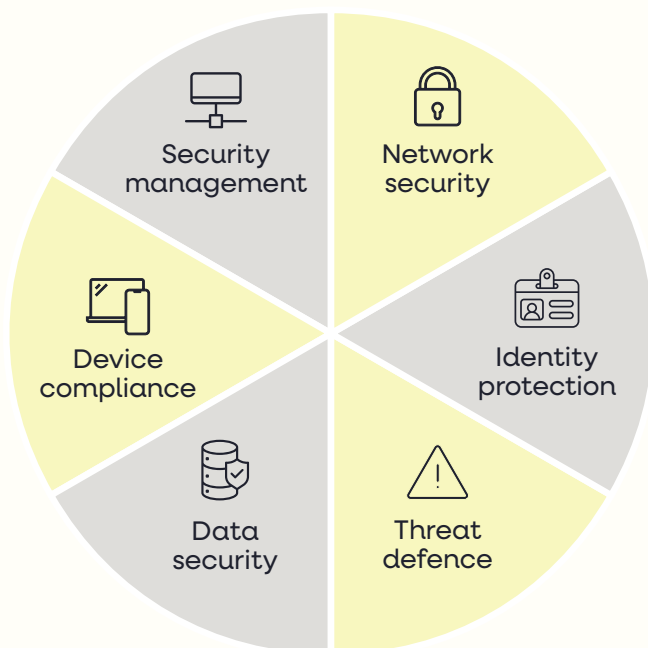 Security
management
Network
security
Device
compliance
Identity
protection
Data
security
Threat
defence